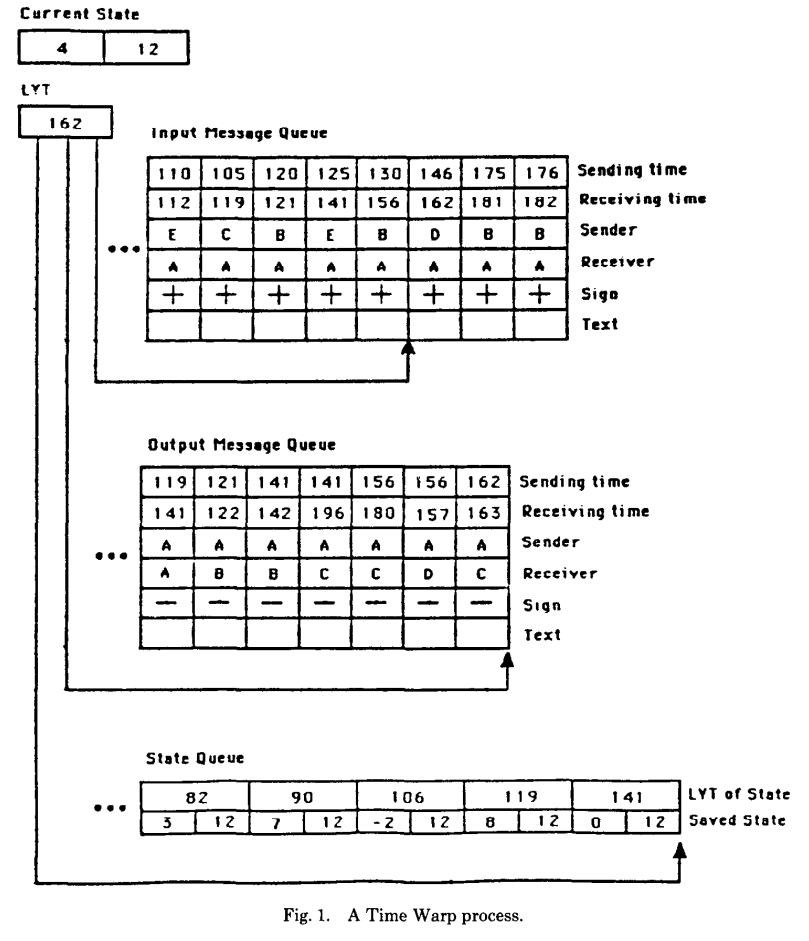 Current State
4 12
LVT
162
Input Message Queue
110 105 120 125 130 146 175 176 Sending time
112 119 121 141 156 162 181 182 Receiving time
E C B E B D B B Sender
... A A A A A A A A Receiver
+ + + + + + + + Sign
Text
Output Message Queue
119 121 141 141 156 156 162 Sending time
141 122 142 196 180 157 163 Receiving time
A A A A A A A Sender
... A B B C C D C Receiver
— — — — — — — Sign
Text
State Queue
... 82 90 106 119 141 LVT of State
3 12 7 12 -2 12 8 12 0 12 Saved State
Fig. 1. A Time Warp process.